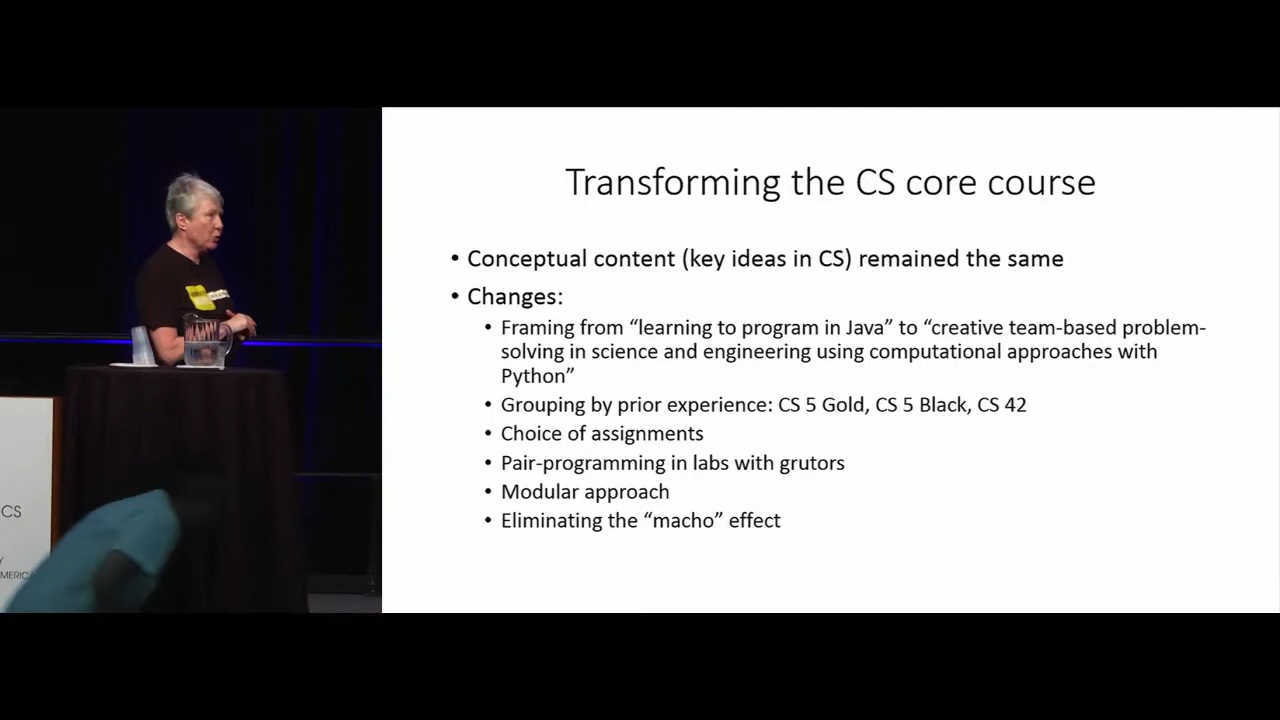 Transforming the CS core course
• Conceptual content (key ideas in CS) remained the same
• Changes:
• Framing from “learning to program in Java” to “creative team-based problem-
solving in science and engineering using computational approaches with
Python”
• Grouping by prior experience: CS 5 Gold, CS 5 Black, CS 42
• Choice of assignments
• Pair-programming in labs with grutors
• Modular approach
• Eliminating the “macho” effect
CS
Y
MERICA